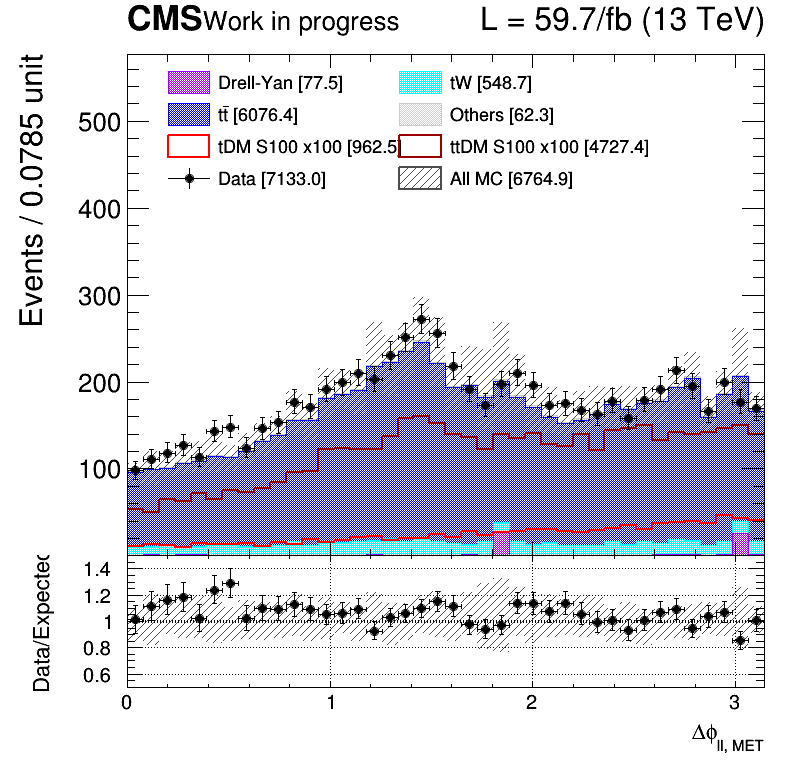 CMS Work in progress L = 59.7/fb (13 TeV)
Drell-Yan [77.5] tW [548.7]
tt̄ [6076.4] Others [62.3]
tDM S100 x100 [962.5] ttDM S100 x100 [4727.4]
Data [7133.0] All MC [6764.9]
Events / 0.0785 unit
500
400
300
200
100
Data/Expected
1.4
1.2
1
0.8
0.6
0 1 2 3
Δϕll, MET